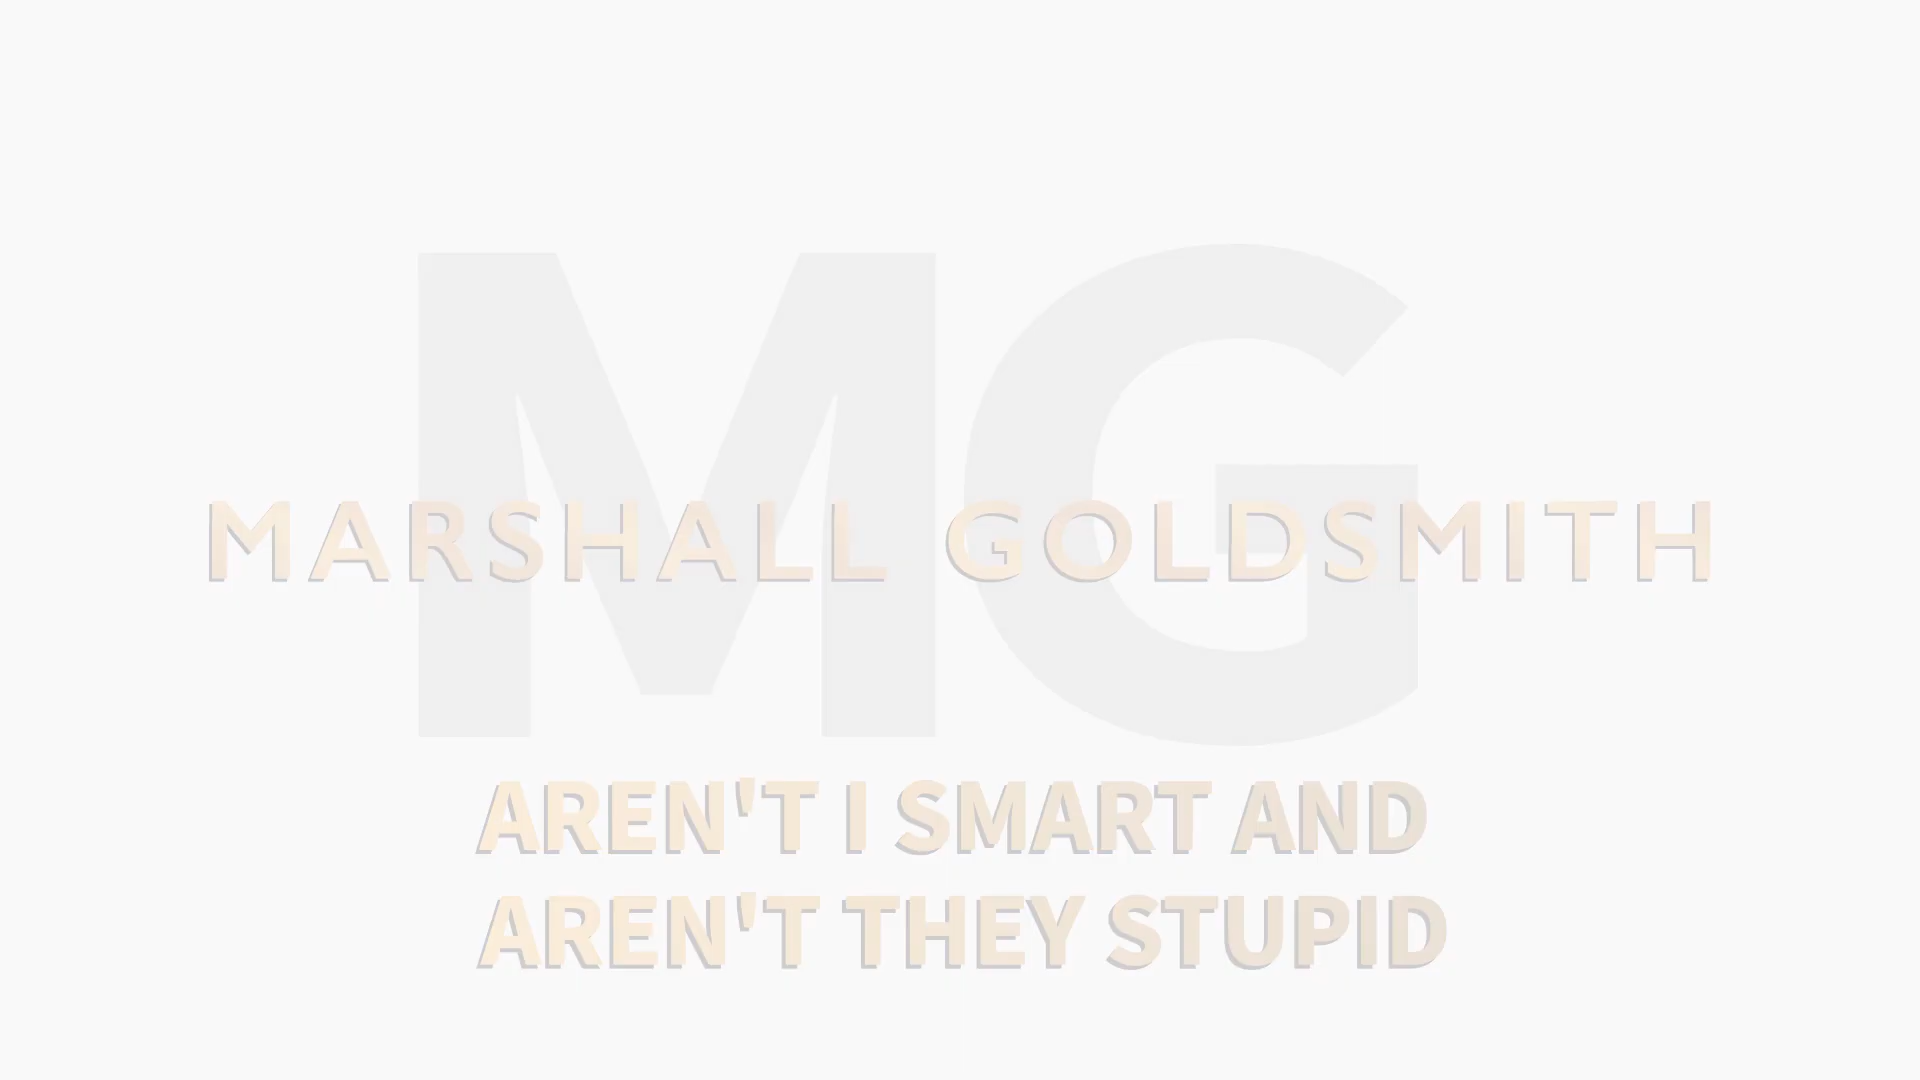 MG
MARSHALL GOLDSMITH
AREN'T I SMART AND
AREN'T THEY STUPID